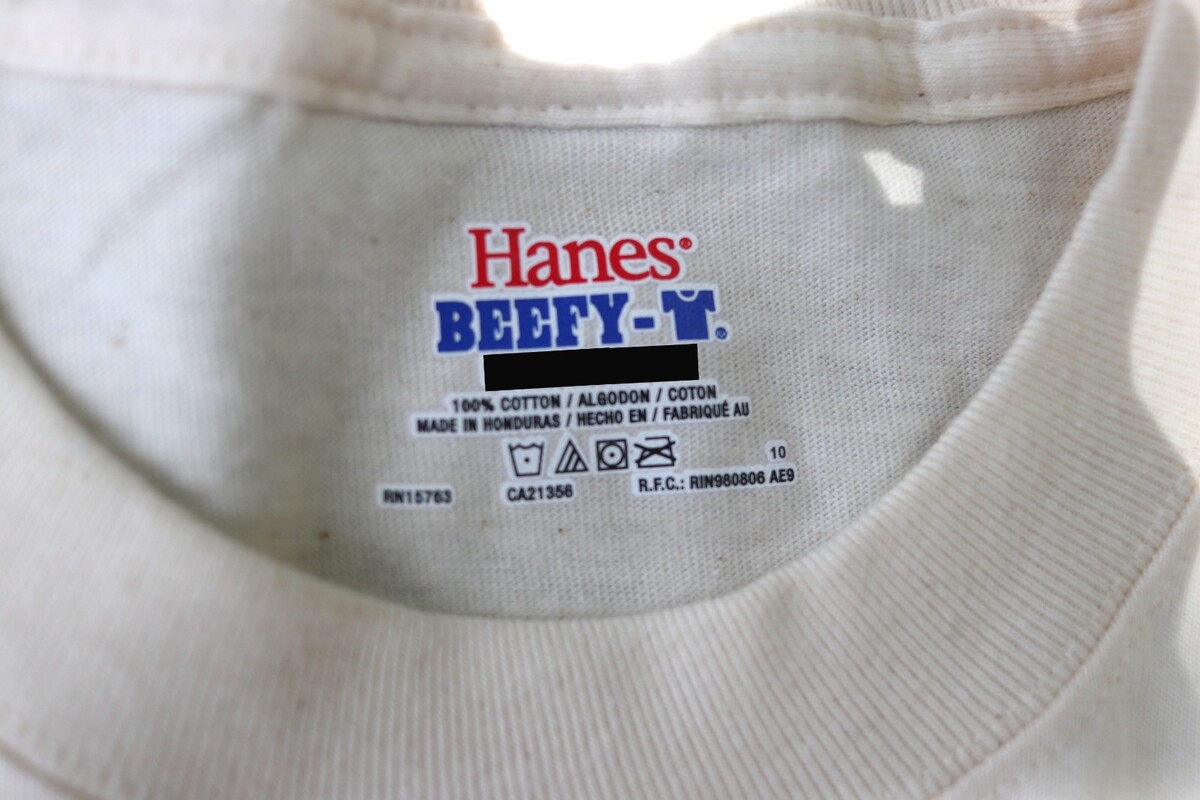 Hanes®
BEEFY-T®
100% COTTON / ALGODON / COTON
MADE IN HONDURAS / HECHO EN / FABRIQUÉ AU
10
RN15763
CA21356
R.F.C.: RIN980806 AE9